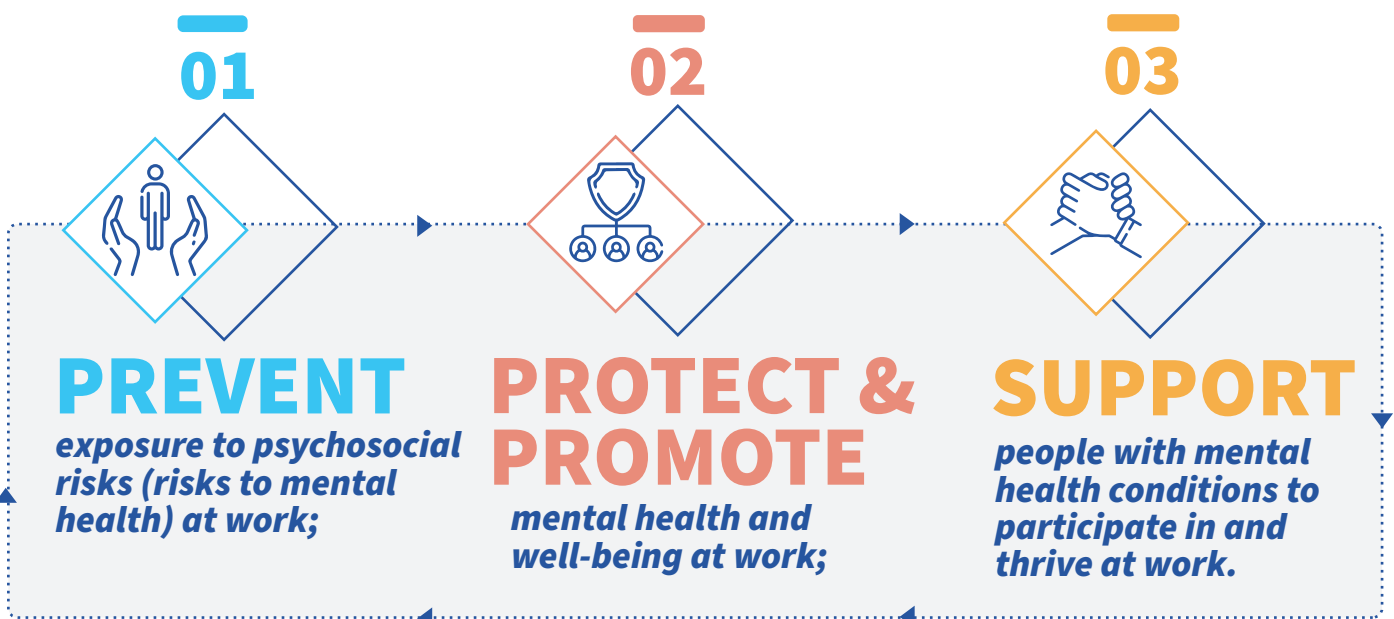 01
PREVENT
exposure to psychosocial
risks (risks to mental
health) at work;
02
PROTECT &
PROMOTE
mental health and
well-being at work;
03
SUPPORT
people with mental
health conditions to
participate in and
thrive at work.